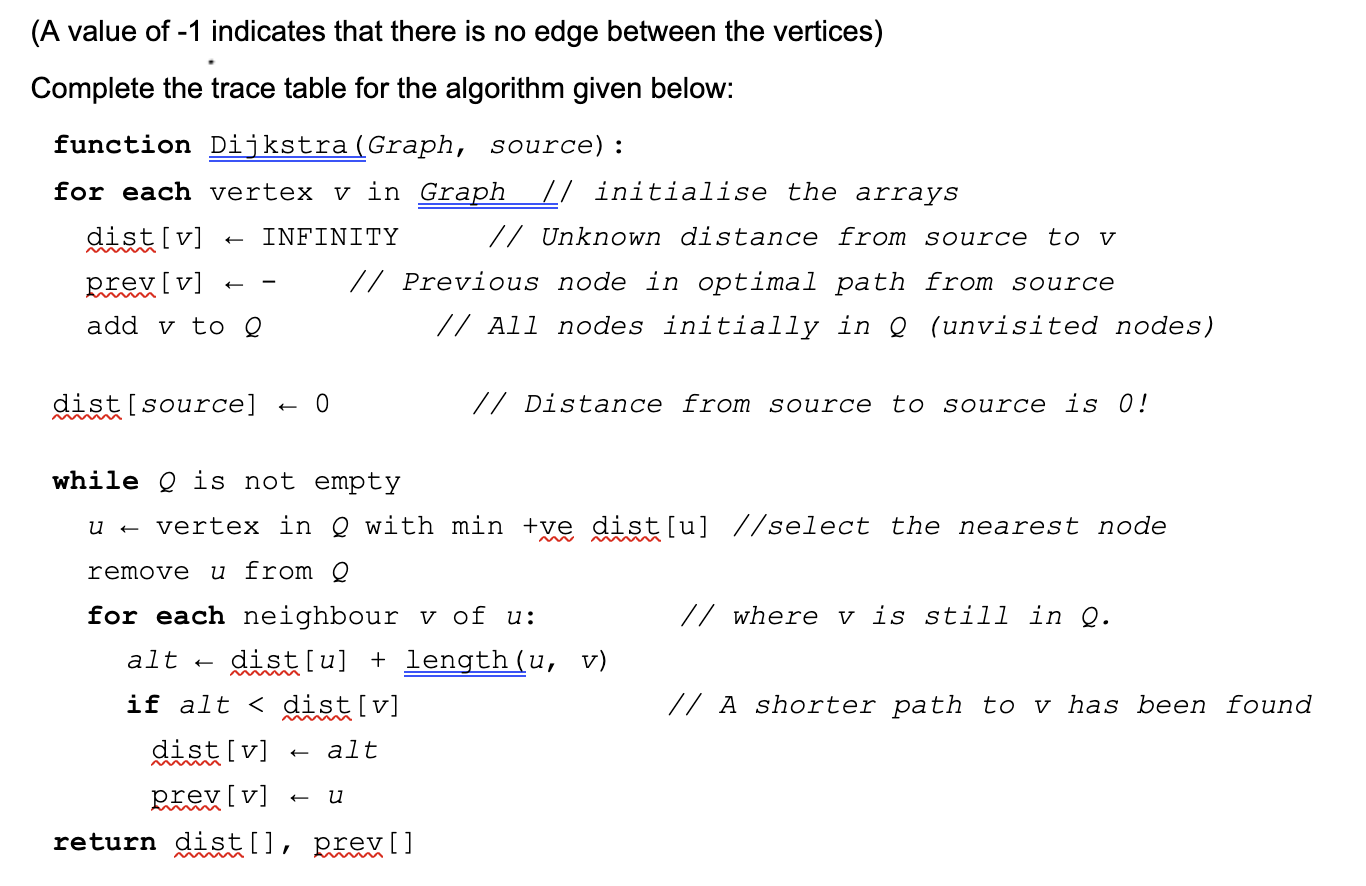 (A value of -1 indicates that there is no edge between the vertices)
Complete the trace table for the algorithm given below:
function Dijkstra(Graph, source):
for each vertex v in Graph // initialise the arrays
dist[v] ← INFINITY // Unknown distance from source to v
prev[v] ← - // Previous node in optimal path from source
add v to Q // All nodes initially in Q (unvisited nodes)
dist[source] ← 0 // Distance from source to source is 0!
while Q is not empty
u ← vertex in Q with min +ve dist[u] //select the nearest node
remove u from Q
for each neighbour v of u: // where v is still in Q.
alt ← dist[u] + length(u, v)
if alt < dist[v] // A shorter path to v has been found
dist[v] ← alt
prev[v] ← u
return dist[], prev[]